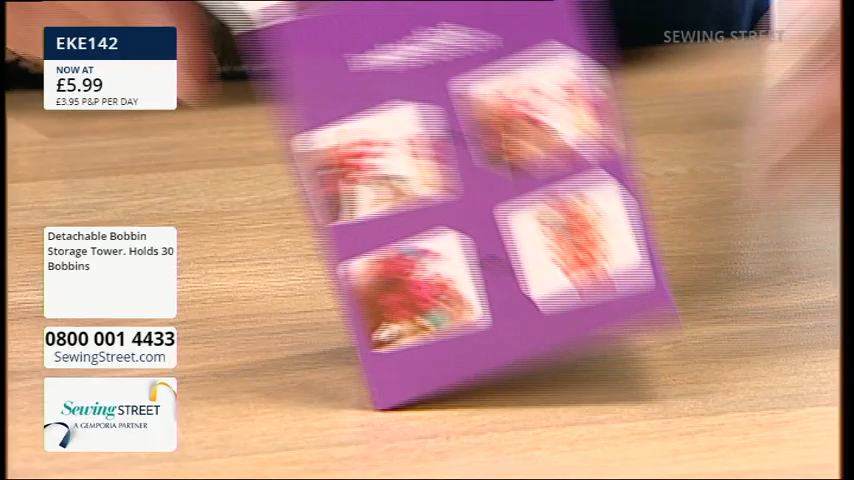 EKE142
NOW AT
£5.99
£3.95 P&P PER DAY
SEWING STREET
Detachable Bobbin
Storage Tower. Holds 30
Bobbins
0800 001 4433
SewingStreet.com
Sewing STREET
A GEMPORIA PARTNER